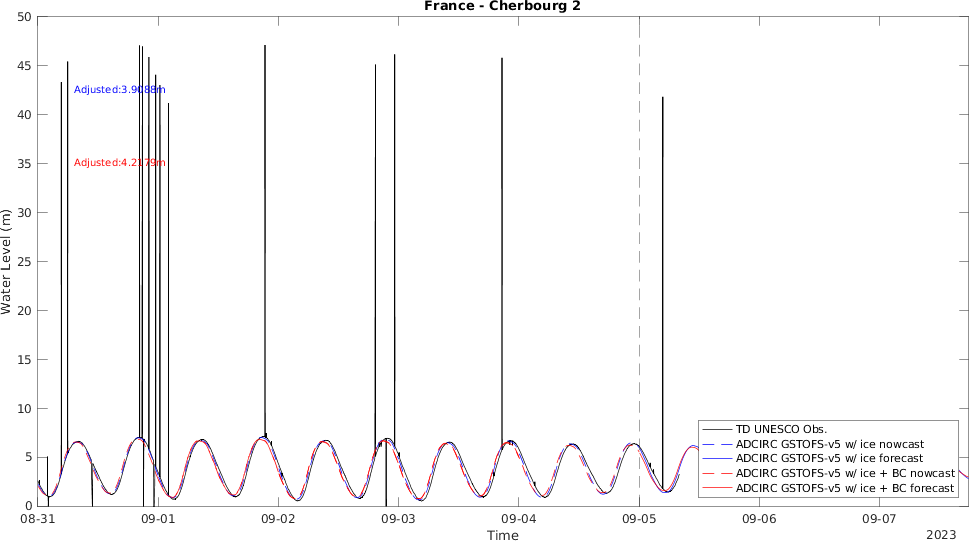 France - Cherbourg 2
50
45
40
35
30
25
20
15
10
5
0
Water Level (m)
Adjusted:3.9088m
Adjusted:4.2179m
TD UNESCO Obs.
ADCIRC GSTOFS-v5 w/ ice nowcast
ADCIRC GSTOFS-v5 w/ ice forecast
ADCIRC GSTOFS-v5 w/ ice + BC nowcast
ADCIRC GSTOFS-v5 w/ ice + BC forecast
08-31 09-01 09-02 09-03 09-04 09-05 09-06 09-07
Time
2023